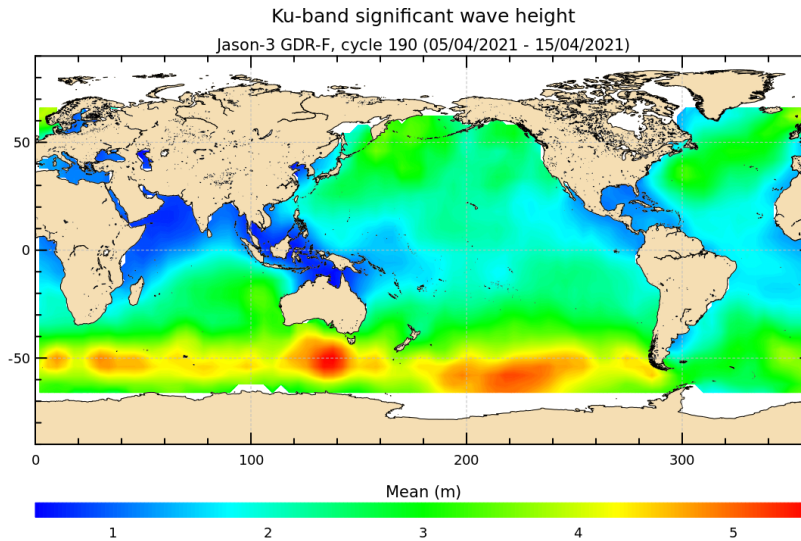 Ku-band significant wave height
Jason-3 GDR-F, cycle 190 (05/04/2021 - 15/04/2021)
50
0
-50
0 100 200 300
Mean (m)
1 2 3 4 5